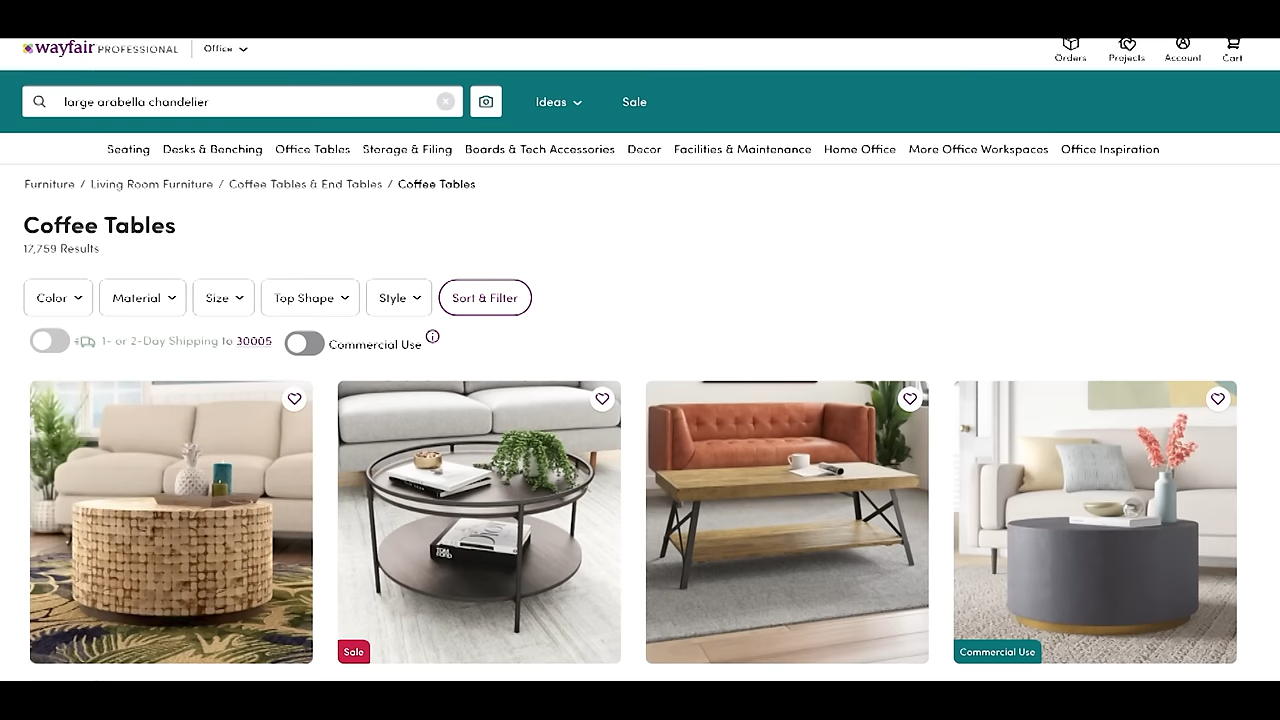 wayfair PROFESSIONAL Office
Orders Projects Account Cart
large arabella chandelier Ideas Sale
Seating Desks & Benching Office Tables Storage & Filing Boards & Tech Accessories Decor Facilities & Maintenance Home Office More Office Workspaces Office Inspiration
Furniture / Living Room Furniture / Coffee Tables & End Tables / Coffee Tables
Coffee Tables
17,759 Results
Color Material Size Top Shape Style Sort & Filter
1- or 2-Day Shipping to 30005 Commercial Use
TOM FORD
Sale
Commercial Use